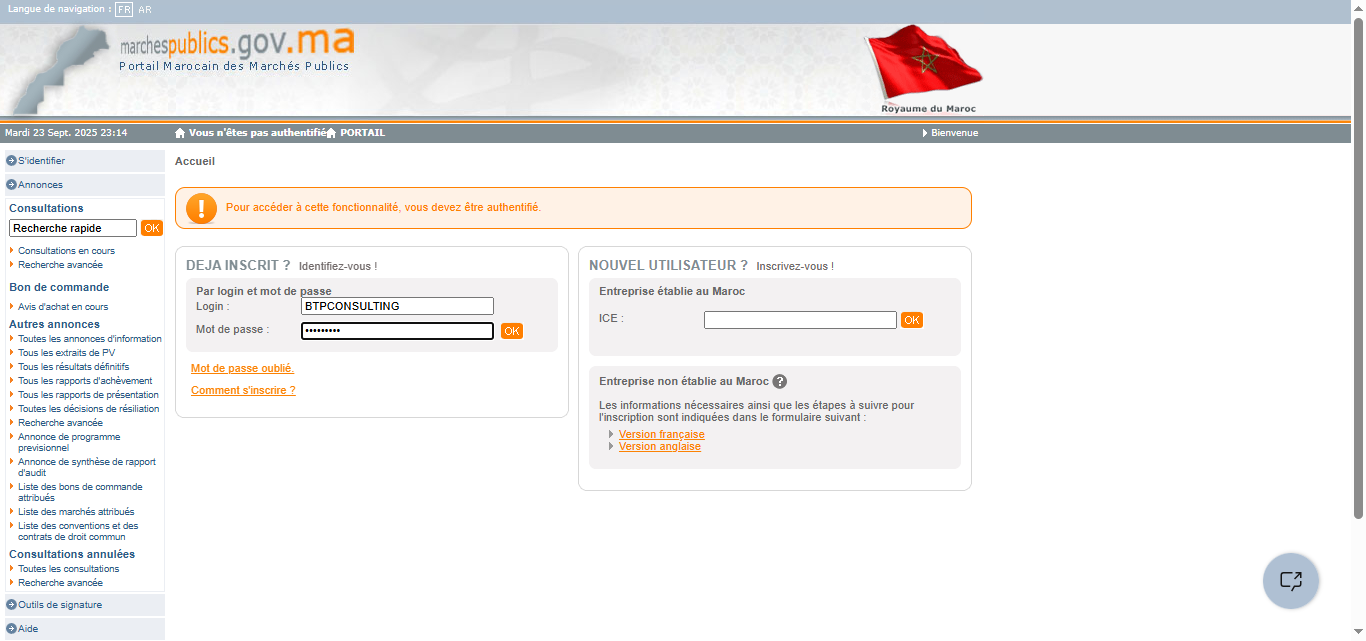 Langue de navigation : FR AR
marchespublics.gov.ma
Portail Marocain des Marchés Publics
Royaume du Maroc
Mardi 23 Sept. 2025 23:14 Vous n'êtes pas authentifié PORTAIL Bienvenue
S'identifier
Annonces
Consultations
Recherche rapide OK
Consultations en cours
Recherche avancée
Bon de commande
Avis d'achat en cours
Autres annonces
Toutes les annonces d'information
Tous les extraits de PV
Tous les résultats définitifs
Tous les rapports d'achèvement
Tous les rapports de présentation
Toutes les décisions de résiliation
Recherche avancée
Annonce de programme
previsionnel
Annonce de synthèse de rapport
d'audit
Liste des bons de commande
attribués
Liste des marchés attribués
Liste des conventions et des
contrats de droit commun
Consultations annulées
Toutes les consultations
Recherche avancée
Outils de signature
Aide
Accueil
Pour accéder à cette fonctionnalité, vous devez être authentifié.
DEJA INSCRIT ? Identifiez-vous !
Par login et mot de passe
Login : BTPCONSULTING
Mot de passe : ••••••••• OK
Mot de passe oublié.
Comment s'inscrire ?
NOUVEL UTILISATEUR ? Inscrivez-vous !
Entreprise établie au Maroc
ICE : OK
Entreprise non établie au Maroc ?
Les informations nécessaires ainsi que les étapes à suivre pour
l'inscription sont indiquées dans le formulaire suivant :
Version française
Version anglaise